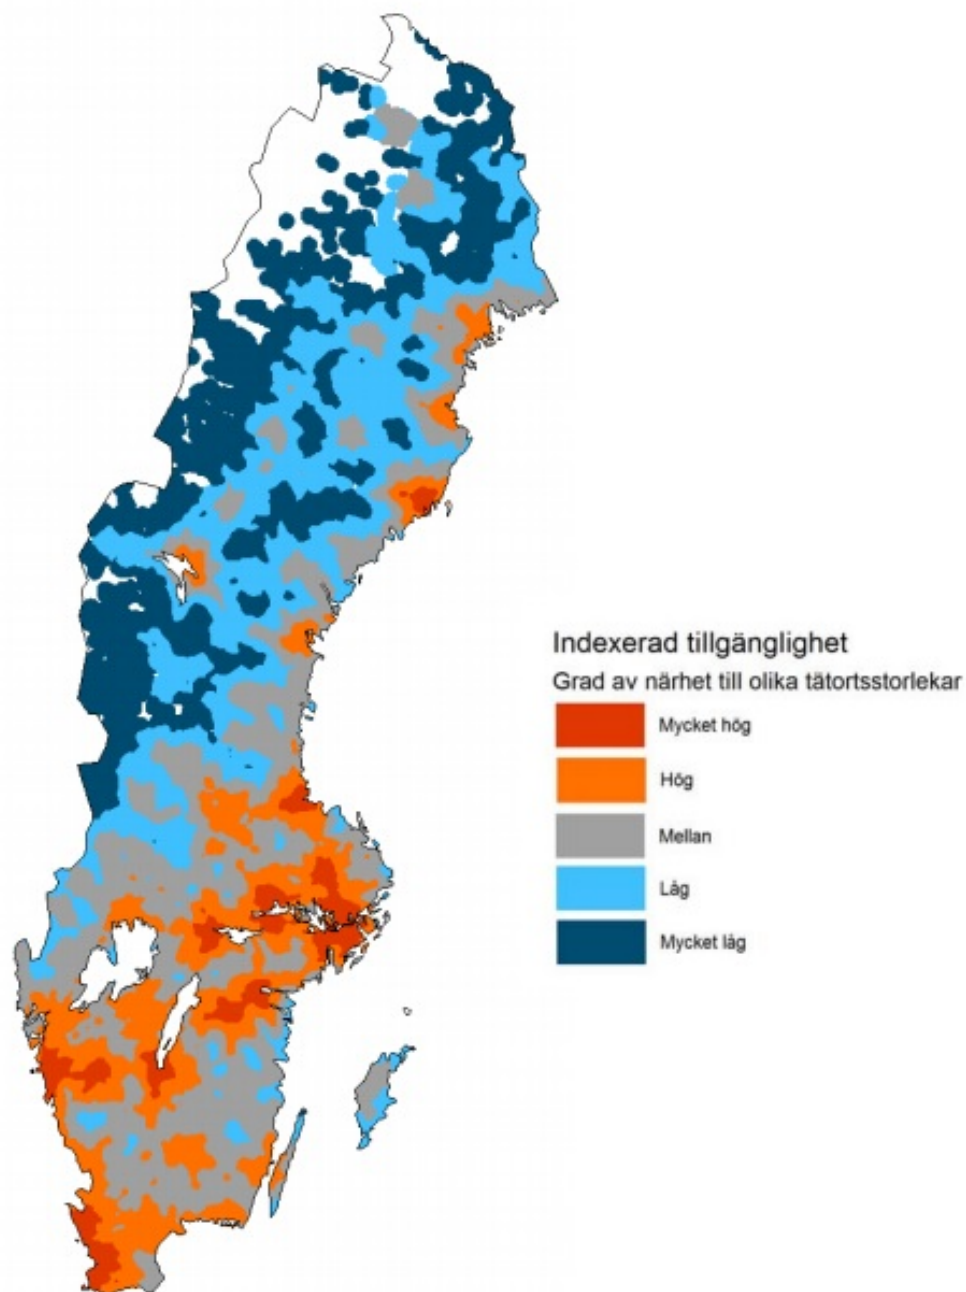 Indexerad tillgänglighet
Grad av närhet till olika tätortsstorlekar
Mycket hög
Hög
Mellan
Låg
Mycket låg